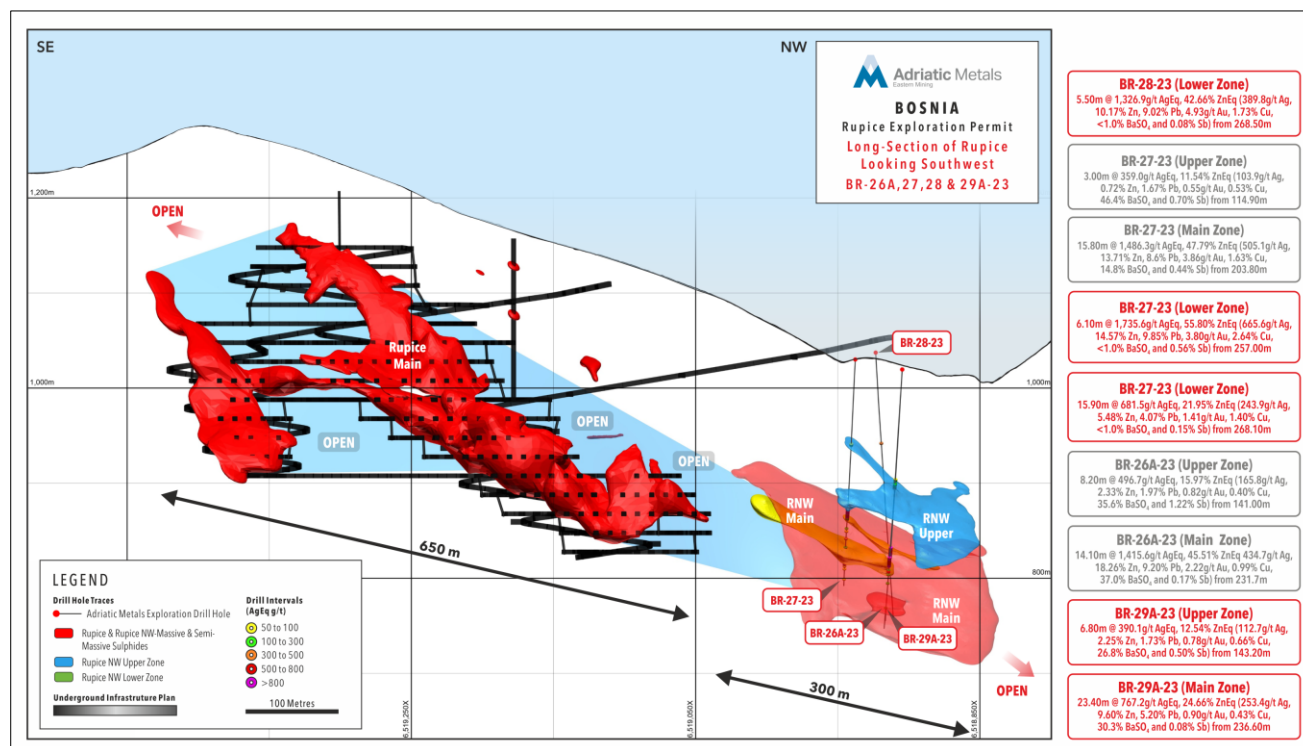 SE
NW
Adriatic Metals
Eastern Mining
BOSNIA
Rupice Exploration Permit
Long-Section of Rupice
Looking Southwest
BR-26A,27,28 & 29A-23
1,200m
1,000m
OPEN
Rupice
Main
OPEN
OPEN
OPEN
BR-28-23
1,000m
800m
RNW
Main
RNW
Upper
RNW
Main
BR-27-23
BR-26A-23
BR-29A-23
OPEN
650 m
300 m
6,519,250X
6,519,050X
6,518,850X
LEGEND
Drill Hole Traces
Adriatic Metals Exploration Drill Hole
Rupice & Rupice NW-Massive & Semi-
Massive Sulphides
Rupice NW Upper Zone
Rupice NW Lower Zone
Underground Infrastruture Plan
Drill Intervals
(AgEq g/t)
50 to 100
100 to 300
300 to 500
500 to 800
>800
100 Metres
BR-28-23 (Lower Zone)
5.50m @ 1,326.9g/t AgEq, 42.66% ZnEq (389.8g/t Ag,
10.17% Zn, 9.02% Pb, 4.93g/t Au, 1.73% Cu,
<1.0% BaSO₄ and 0.08% Sb) from 268.50m
BR-27-23 (Upper Zone)
3.00m @ 359.0g/t AgEq, 11.54% ZnEq (103.9g/t Ag,
0.72% Zn, 1.67% Pb, 0.55g/t Au, 0.53% Cu,
46.4% BaSO₄ and 0.70% Sb) from 114.90m
BR-27-23 (Main Zone)
15.80m @ 1,486.3g/t AgEq, 47.79% ZnEq (505.1g/t Ag,
13.71% Zn, 8.6% Pb, 3.86g/t Au, 1.63% Cu,
14.8% BaSO₄ and 0.44% Sb) from 203.80m
BR-27-23 (Lower Zone)
6.10m @ 1,735.6g/t AgEq, 55.80% ZnEq (665.6g/t Ag,
14.57% Zn, 9.85% Pb, 3.80g/t Au, 2.64% Cu,
<1.0% BaSO₄ and 0.56% Sb) from 257.00m
BR-27-23 (Lower Zone)
15.90m @ 681.5g/t AgEq, 21.95% ZnEq (243.9g/t Ag,
5.48% Zn, 4.07% Pb, 1.41g/t Au, 1.40% Cu,
<1.0% BaSO₄ and 0.15% Sb) from 268.10m
BR-26A-23 (Upper Zone)
8.20m @ 496.7g/t AgEq, 15.97% ZnEq (165.8g/t Ag,
2.33% Zn, 1.97% Pb, 0.82g/t Au, 0.40% Cu,
35.6% BaSO₄ and 1.22% Sb) from 141.00m
BR-26A-23 (Main Zone)
14.10m @ 1,415.6g/t AgEq, 45.51% ZnEq 434.7g/t Ag,
18.26% Zn, 9.20% Pb, 2.22g/t Au, 0.99% Cu,
37.0% BaSO₄ and 0.17% Sb) from 231.7m
BR-29A-23 (Upper Zone)
6.80m @ 390.1g/t AgEq, 12.54% ZnEq (112.7g/t Ag,
2.25% Zn, 1.73% Pb, 0.78g/t Au, 0.66% Cu,
26.8% BaSO₄ and 0.50% Sb) from 143.20m
BR-29A-23 (Main Zone)
23.40m @ 767.2g/t AgEq, 24.66% ZnEq (253.4g/t Ag,
9.60% Zn, 5.20% Pb, 0.90g/t Au, 0.43% Cu,
30.3% BaSO₄ and 0.08% Sb) from 236.60m